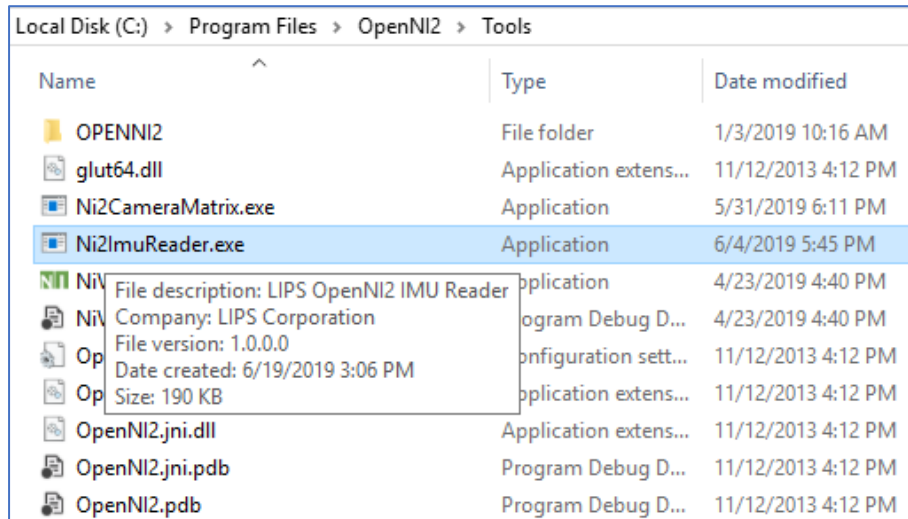 Local Disk (C:) > Program Files > OpenNI2 > Tools
Name Type Date modified
OPENNI2 File folder 1/3/2019 10:16 AM
glut64.dll Application extens... 11/12/2013 4:12 PM
Ni2CameraMatrix.exe Application 5/31/2019 6:11 PM
Ni2ImuReader.exe Application 6/4/2019 5:45 PM
4/23/2019 4:40 PM
File description: LIPS OpenNI2 IMU Reader
Company: LIPS Corporation
File version: 1.0.0.0
Date created: 6/19/2019 3:06 PM
Size: 190 KB
Debug D... 4/23/2019 4:40 PM
sett... 11/12/2013 4:12 PM
extens... 11/12/2013 4:12 PM
OpenNI2.jni.dll Application extens... 11/12/2013 4:12 PM
OpenNI2.jni.pdb Program Debug D... 11/12/2013 4:12 PM
OpenNI2.pdb Program Debug D... 11/12/2013 4:12 PM